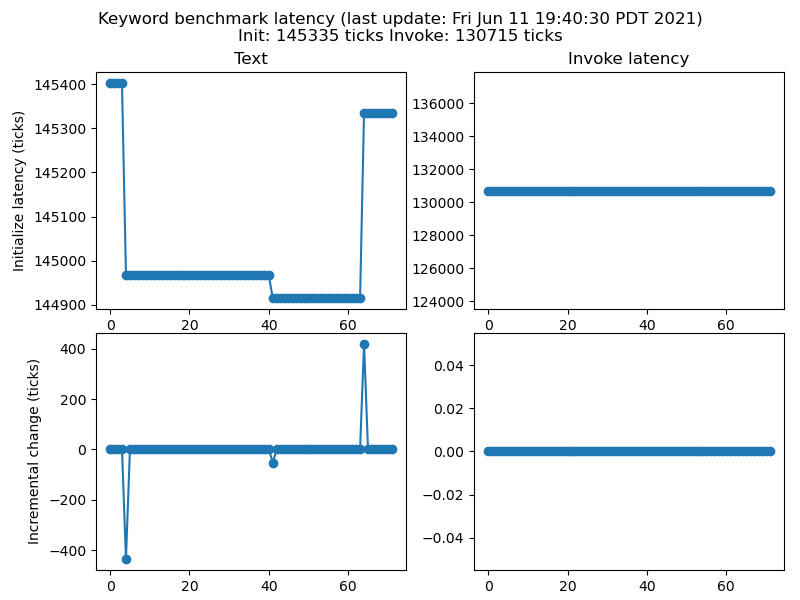 Keyword benchmark latency (last update: Fri Jun 11 19:40:30 PDT 2021)
Init: 145335 ticks Invoke: 130715 ticks
Text
Initialize latency (ticks)
145400
145300
145200
145100
145000
144900
0 20 40 60
Invoke latency
136000
134000
132000
130000
128000
126000
124000
0 20 40 60
Incremental change (ticks)
400
200
0
−200
−400
0 20 40 60
0.04
0.02
0.00
−0.02
−0.04
0 20 40 60